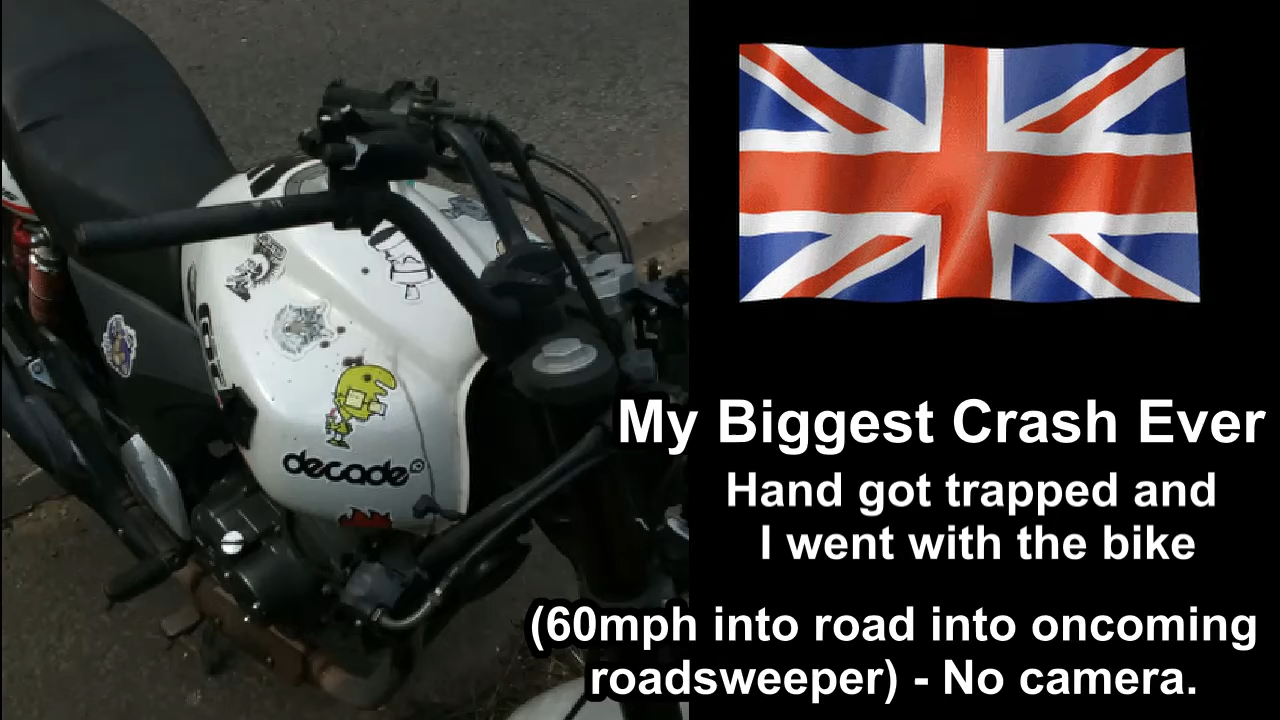 decade
My Biggest Crash Ever
Hand got trapped and
I went with the bike
(60mph into road into oncoming
roadsweeper) - No camera.